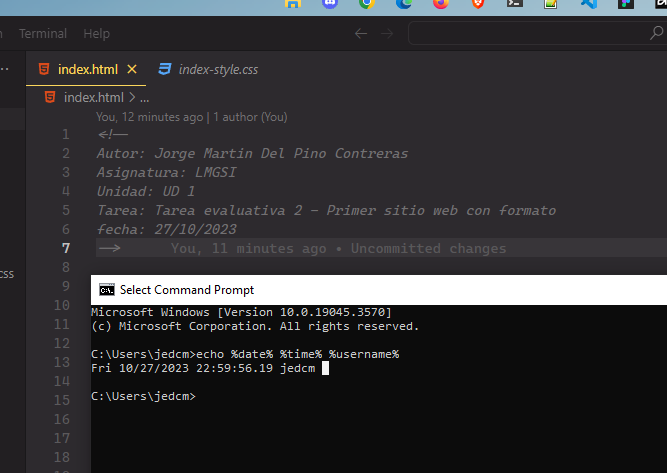 Terminal Help
index.html index-style.css
index.html > ...
You, 12 minutes ago | 1 author (You)
1 <!--
2 Autor: Jorge Martin Del Pino Contreras
3 Asignatura: LMGSI
4 Unidad: UD 1
5 Tarea: Tarea evaluativa 2 - Primer sitio web con formato
6 fecha: 27/10/2023
7 --> You, 11 minutes ago • Uncommitted changes
8
css
9
10
11
12
13
14
15
16
17
Select Command Prompt
Microsoft Windows [Version 10.0.19045.3570]
(c) Microsoft Corporation. All rights reserved.
C:\Users\jedcm>echo %date% %time% %username%
Fri 10/27/2023 22:59:56.19 jedcm
C:\Users\jedcm>